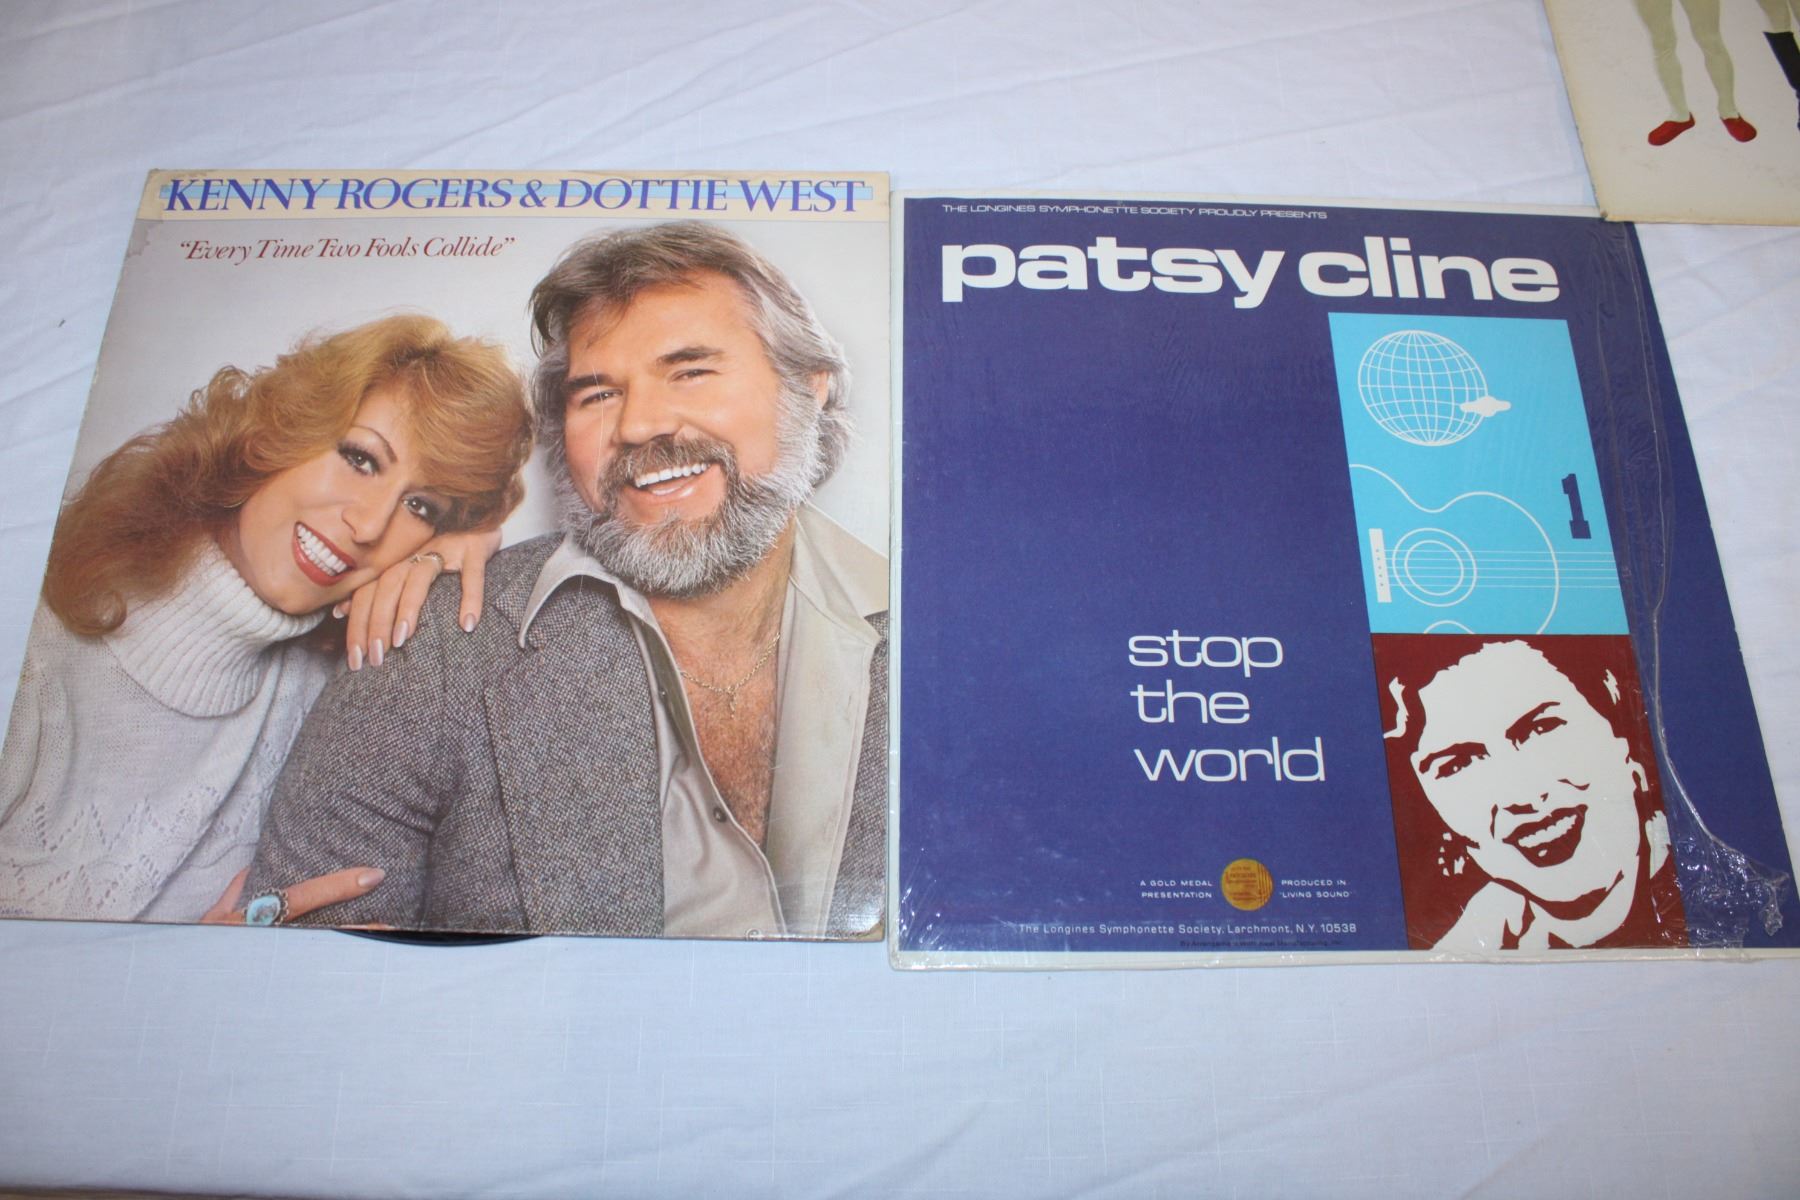 KENNY ROGERS & DOTTIE WEST
“Every Time Two Fools Collide”
THE LONGINES SYMPHONETTE SOCIETY PROUDLY PRESENTS
patsy cline
1
stop
the
world
A GOLD MEDAL
PRESENTATION
PRODUCED IN
"LIVING SOUND"
The Longines Symphonette Society, Larchmont, N.Y. 10538